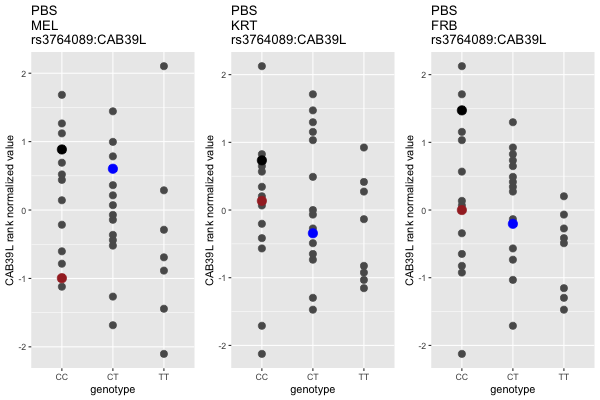 PBS
MEL
rs3764089:CAB39L
CAB39L rank normalized value
2
1
0
-1
-2
CC CT TT
genotype
PBS
KRT
rs3764089:CAB39L
CAB39L rank normalized value
2
1
0
-1
-2
CC CT TT
genotype
PBS
FRB
rs3764089:CAB39L
CAB39L rank normalized value
2
1
0
-1
-2
CC CT TT
genotype